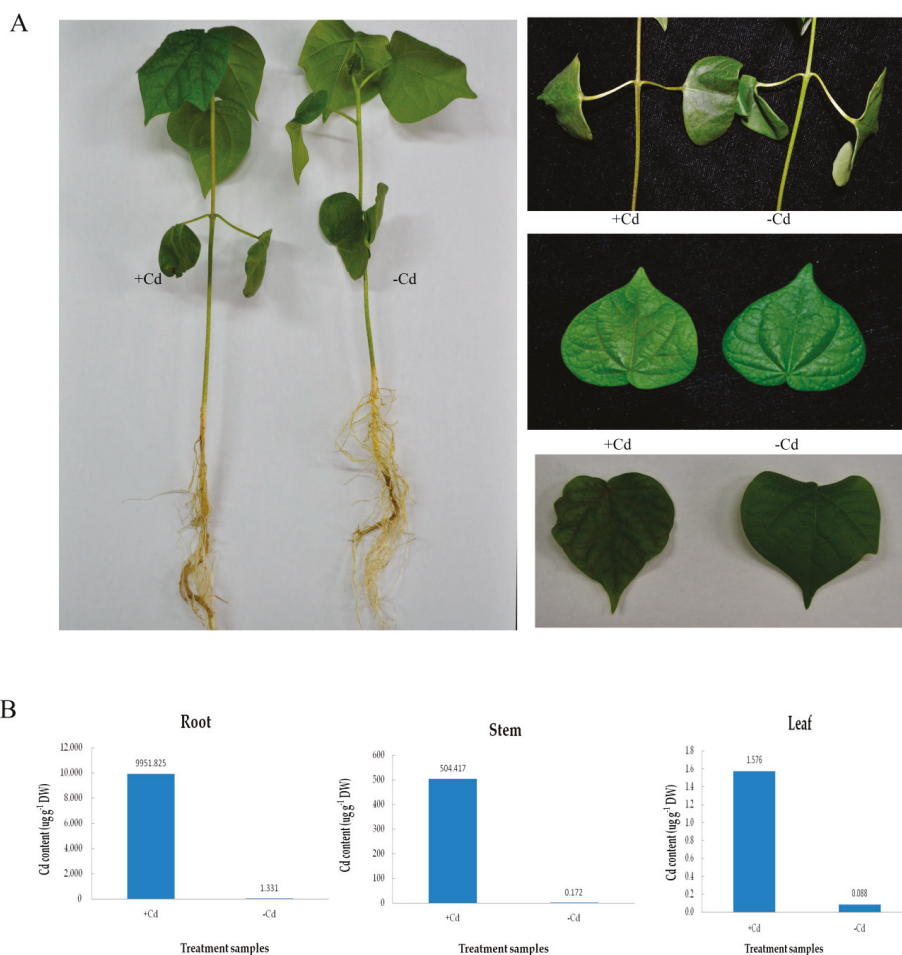 A
+Cd
-Cd
+Cd
-Cd
+Cd
-Cd
B
Root
Cd content (ug g⁻¹ DW)
12.000
10.000
8.000
6.000
4.000
2.000
0
9951.825
1.331
+Cd
-Cd
Treatment samples
Stem
Cd content (ug g⁻¹ DW)
600
500
400
300
200
100
0
504.417
0.172
+Cd
-Cd
Treatment samples
Leaf
Cd content (ug g⁻¹ DW)
1.8
1.6
1.4
1.2
1.0
0.8
0.6
0.4
0.2
0.0
1.576
0.088
+Cd
-Cd
Treatment samples